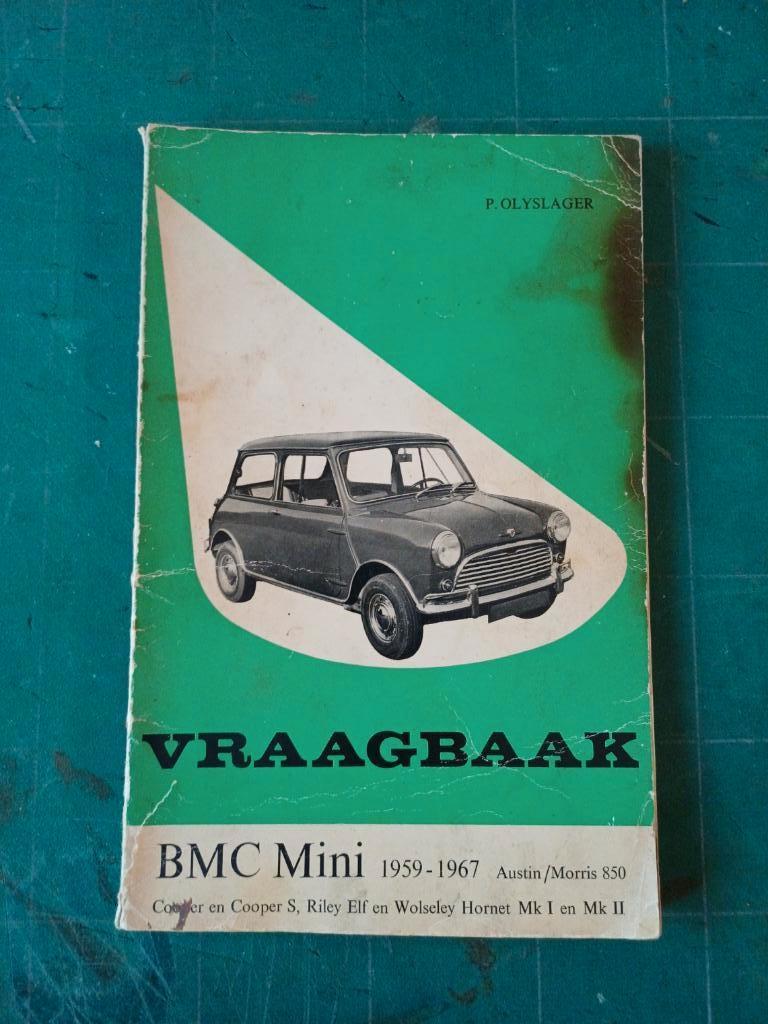 P. OLYSLAGER
VRAAGBAAK
BMC Mini 1959-1967 Austin/Morris 850
Cooper en Cooper S, Riley Elf en Wolseley Hornet Mk I en Mk II